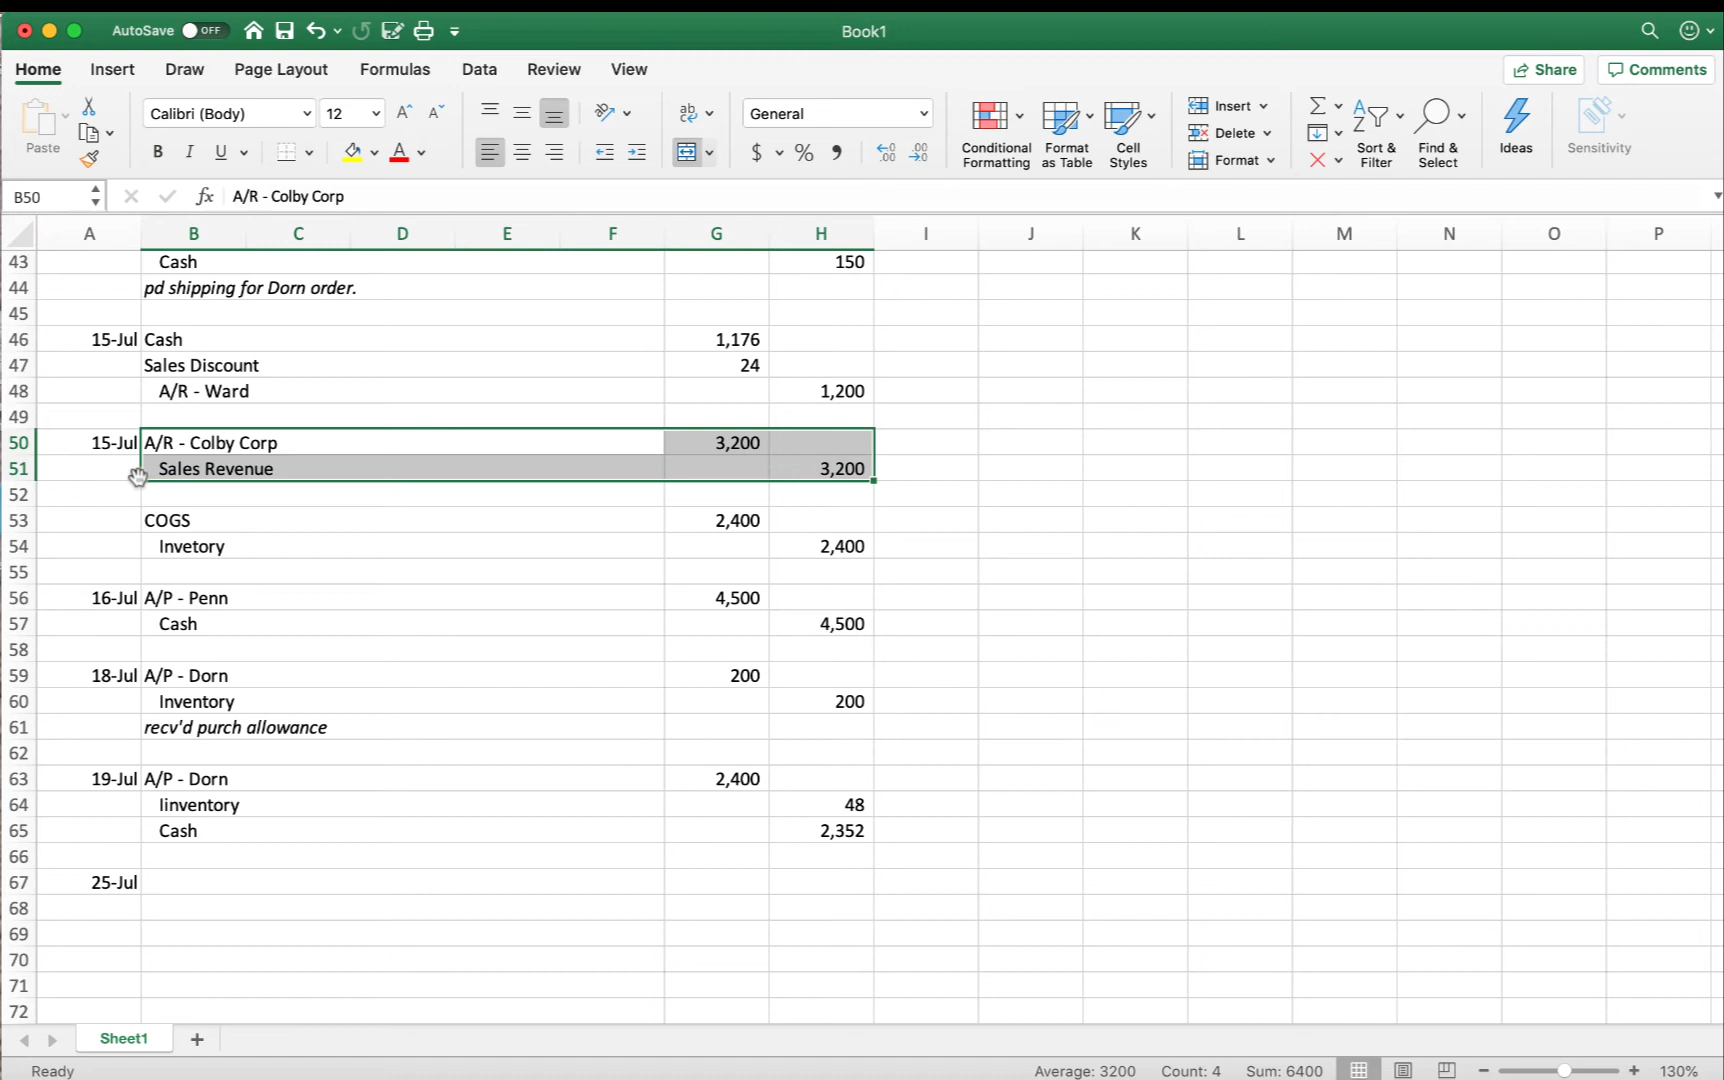 AutoSave OFF Book1
Home Insert Draw Page Layout Formulas Data Review View Share Comments
Paste Calibri (Body) 12 A A ab General Insert
B I U A $ % Delete
Conditional Formatting Format as Table Cell Styles Format Sort & Filter Find & Select Ideas Sensitivity
B50 fx A/R - Colby Corp
A B C D E F G H I J K L M N O P
43 Cash 150
44 pd shipping for Dorn order.
45
46 15-Jul Cash 1,176
47 Sales Discount 24
48 A/R - Ward 1,200
49
50 15-Jul A/R - Colby Corp 3,200
51 Sales Revenue 3,200
52
53 COGS 2,400
54 Invetory 2,400
55
56 16-Jul A/P - Penn 4,500
57 Cash 4,500
58
59 18-Jul A/P - Dorn 200
60 Inventory 200
61 recv'd purch allowance
62
63 19-Jul A/P - Dorn 2,400
64 Iinventory 48
65 Cash 2,352
66
67 25-Jul
68
69
70
71
72
Sheet1 +
Ready Average: 3200 Count: 4 Sum: 6400 130%